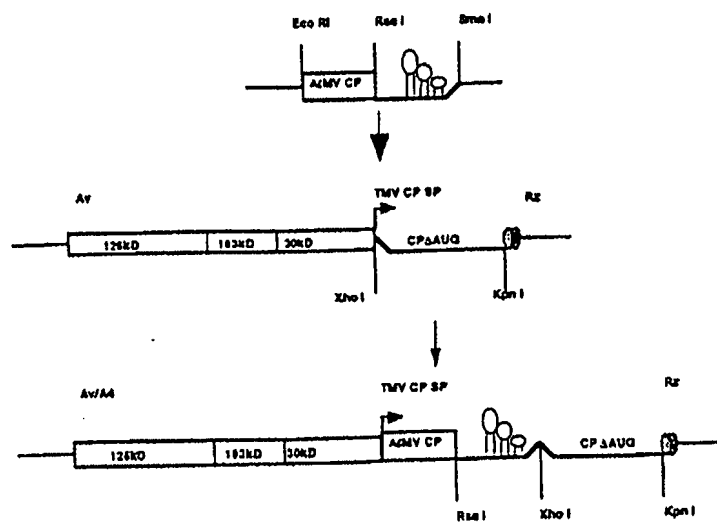 Eco RI Rsa I Sma I
AlMV CP
Av TMV CP SP Rz
126kD 183kD 30kD CPΔAUG
Xho I Kpn I
Av/A4 TMV CP SP Rz
126kD 183kD 30kD AlMV CP CP ΔAUG
Rsa I Xho I Kpn I